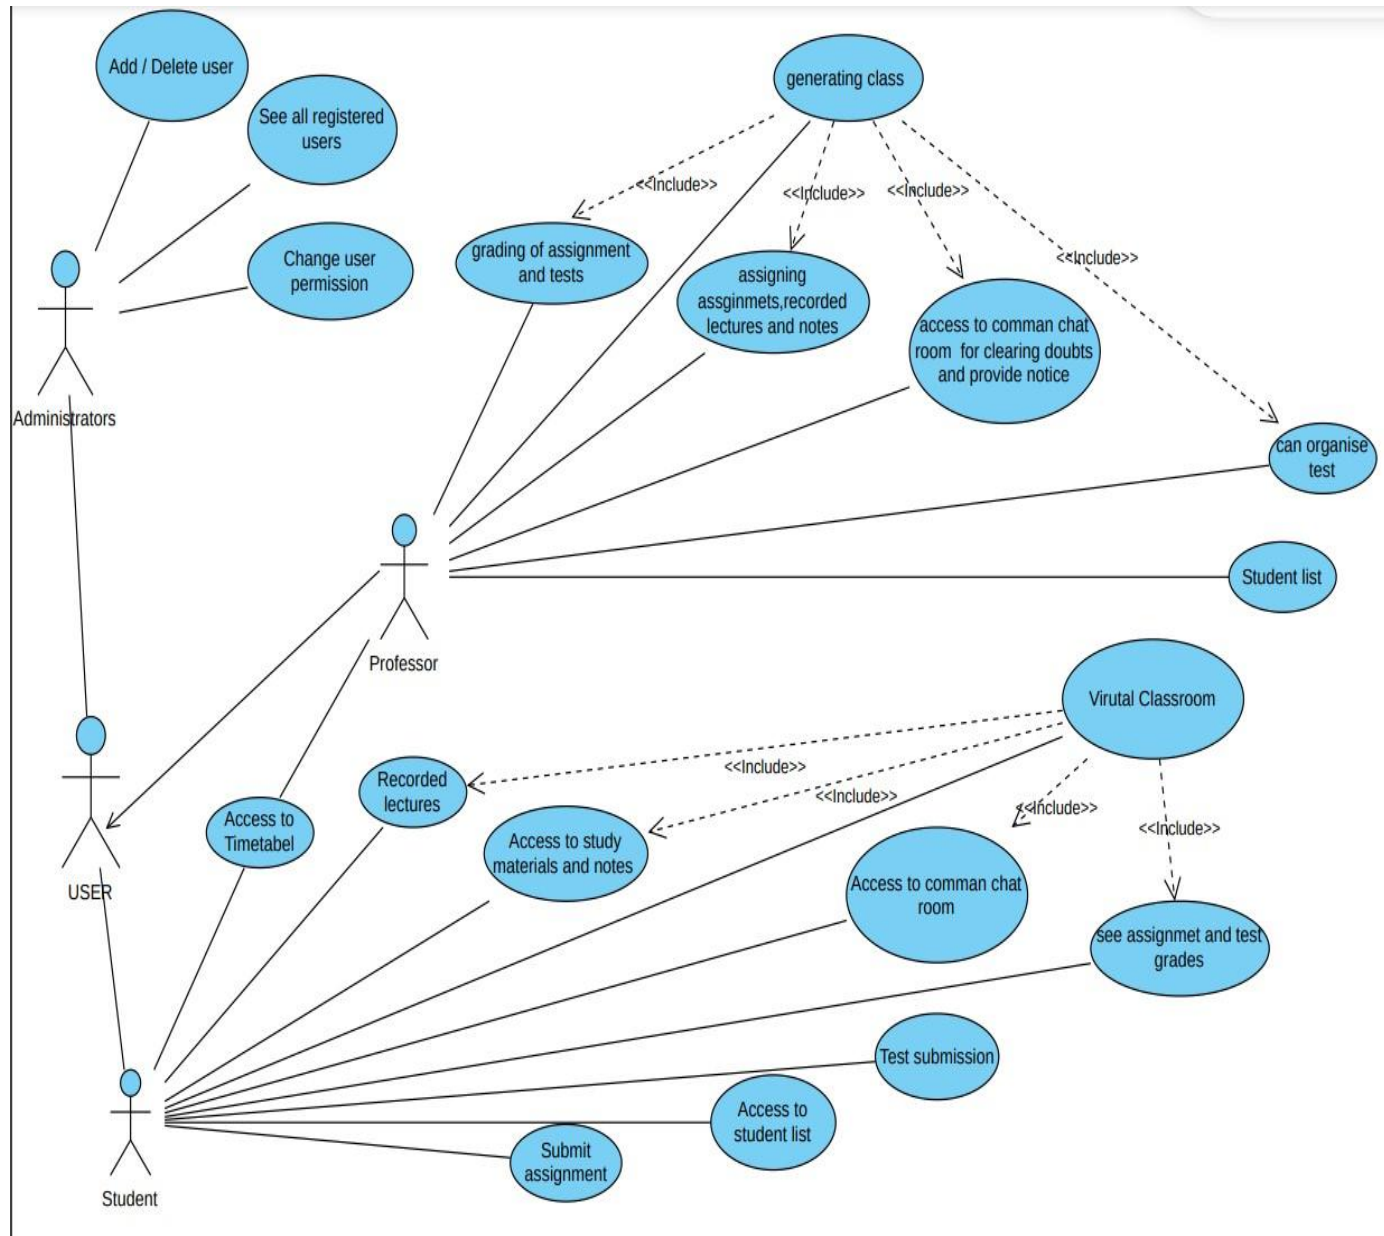 Add / Delete user
See all registered
users
Change user
permission
Administrators
generating class
<<Include>>
<<Include>>
<<Include>>
<<Include>>
grading of assignment
and tests
assigning
assginmets,recorded
lectures and notes
access to comman chat
room for clearing doubts
and provide notice
can organise
test
Student list
Professor
Virutal Classroom
<<Include>>
<<Include>>
<<Include>>
<<Include>>
Recorded
lectures
Access to
Timetabel
Access to study
materials and notes
Access to comman chat
room
see assignmet and test
grades
USER
Test submission
Access to
student list
Submit
assignment
Student